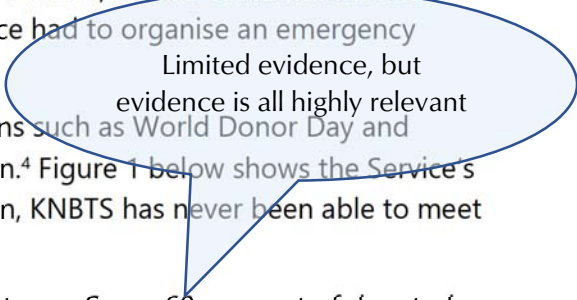 ce had to organise an emergency
Limited evidence, but
evidence is all highly relevant
ns such as World Donor Day and
n.⁴ Figure 1 below shows the Service's
n, KNBTS has never been able to meet